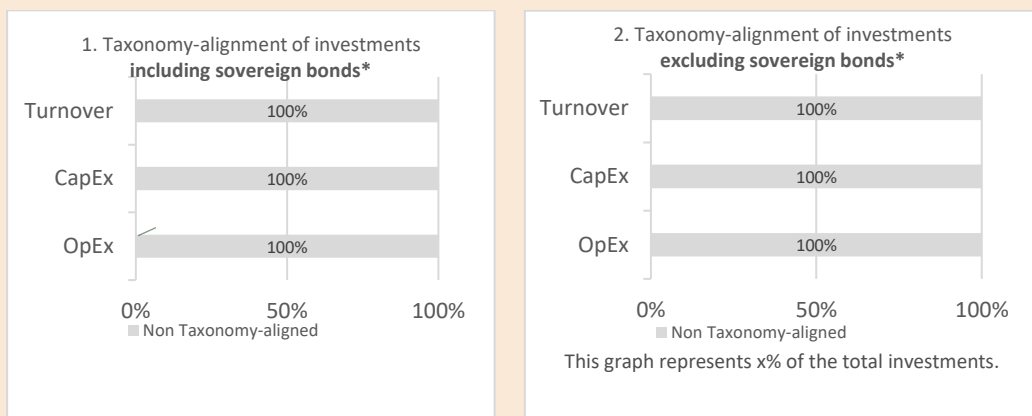 1. Taxonomy-alignment of investments
including sovereign bonds*
Turnover
100%
CapEx
100%
OpEx
100%
0% 50% 100%
Non Taxonomy-aligned
2. Taxonomy-alignment of investments
excluding sovereign bonds*
Turnover
100%
CapEx
100%
OpEx
100%
0% 50% 100%
Non Taxonomy-aligned
This graph represents x% of the total investments.